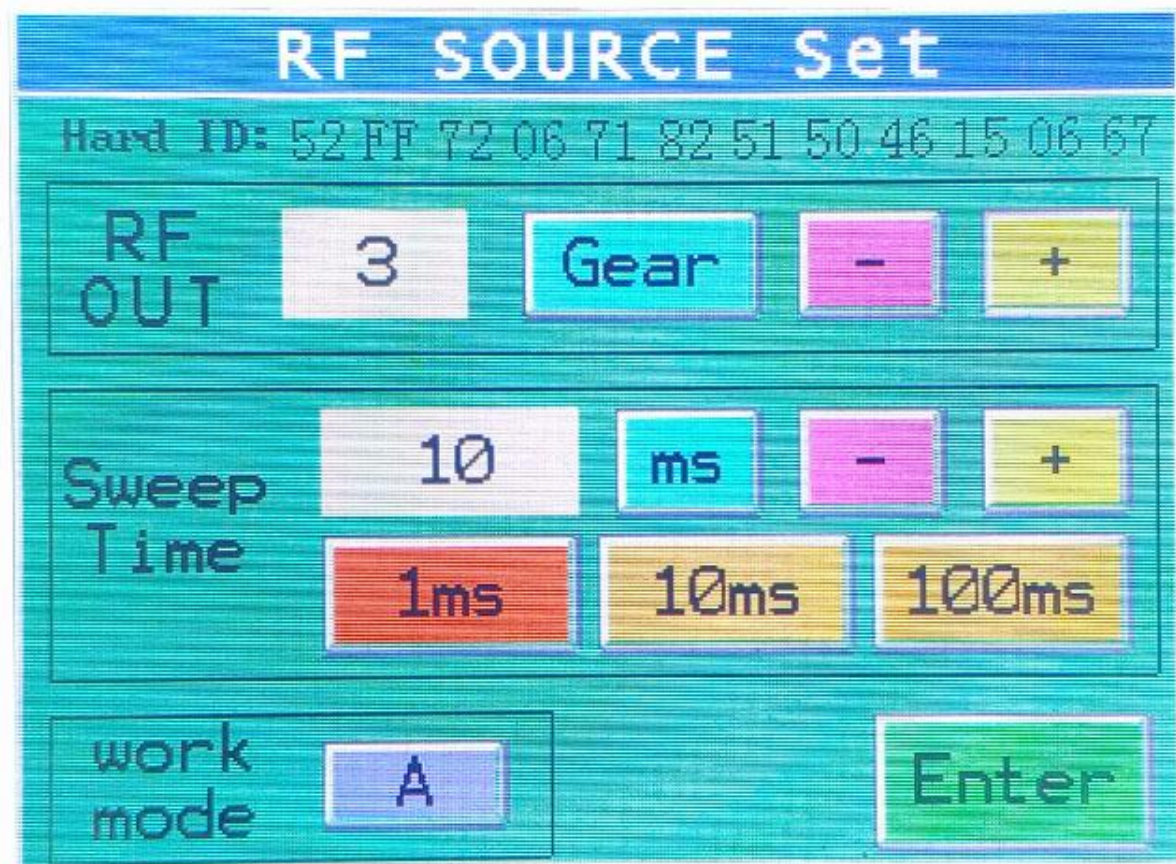 RF SOURCE Set
Hard ID: 52 FF 72 06 71 82 51 50 46 15 06 67
RF OUT
3
Gear
-
+
Sweep Time
10
ms
-
+
1ms
10ms
100ms
work mode
A
Enter